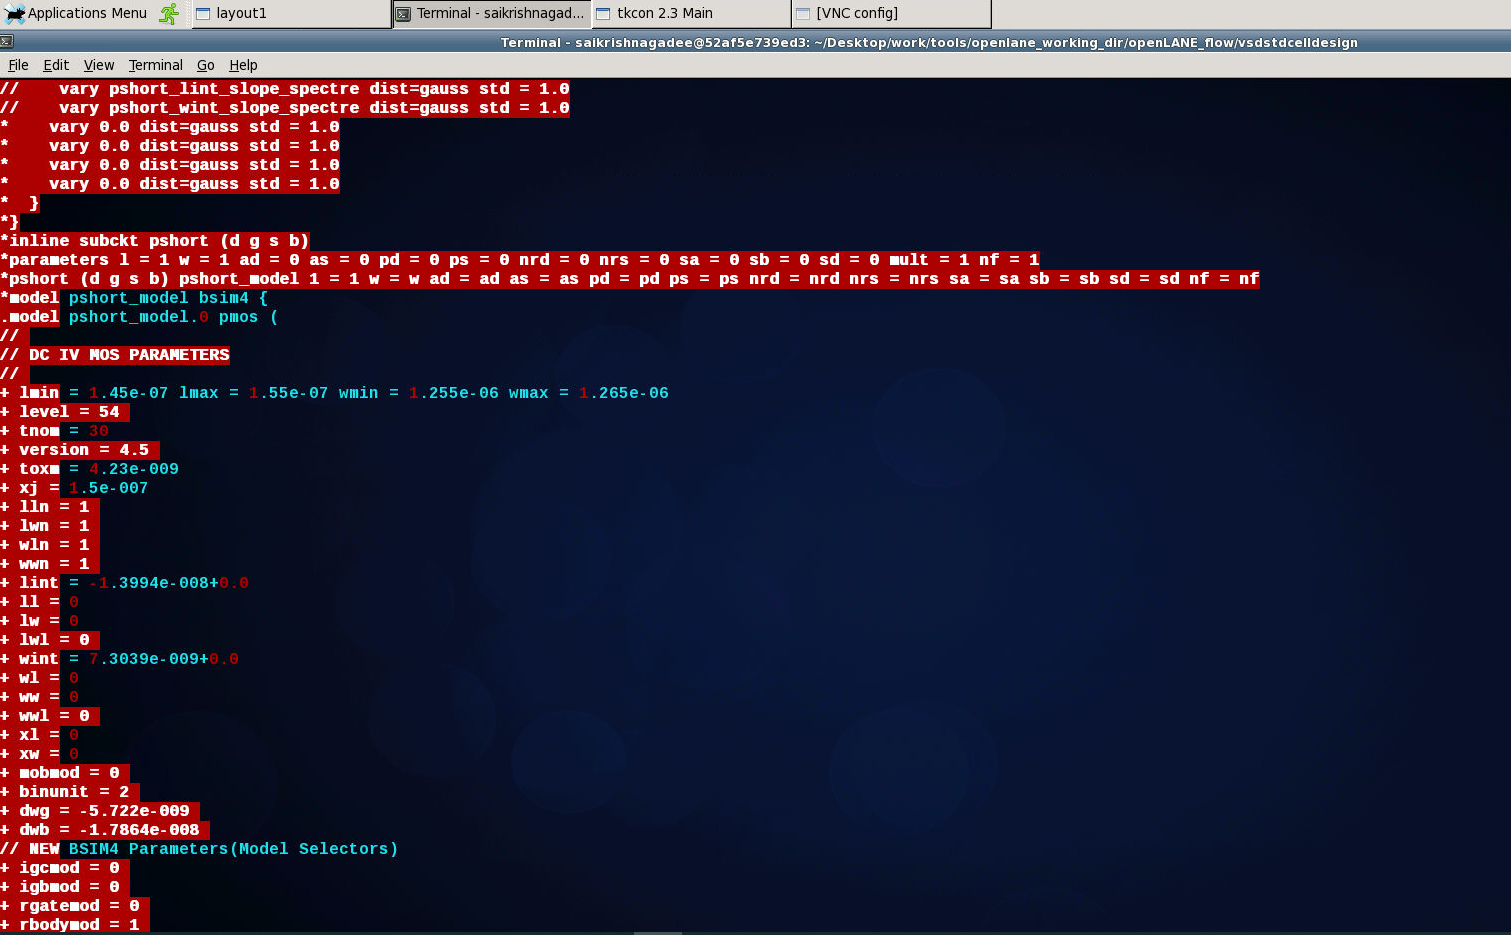 Applications Menu
layout1
Terminal - saikrishnagad...
tkcon 2.3 Main
[VNC config]
Terminal - saikrishnagadee@52af5e739ed3: ~/Desktop/work/tools/openlane_working_dir/openLANE_flow/vsdstdcelldesign
File Edit View Terminal Go Help
//    vary pshort_lint_slope_spectre dist=gauss std = 1.0
//    vary pshort_wint_slope_spectre dist=gauss std = 1.0
*    vary 0.0 dist=gauss std = 1.0
*    vary 0.0 dist=gauss std = 1.0
*    vary 0.0 dist=gauss std = 1.0
*    vary 0.0 dist=gauss std = 1.0
*  }
*}
*inline subckt pshort (d g s b)
*parameters l = 1 w = 1 ad = 0 as = 0 pd = 0 ps = 0 nrd = 0 nrs = 0 sa = 0 sb = 0 sd = 0 mult = 1 nf = 1
*pshort (d g s b) pshort_model l = l w = w ad = ad as = as pd = pd ps = ps nrd = nrd nrs = nrs sa = sa sb = sb sd = sd nf = nf
*model pshort_model bsim4 {
.model pshort_model.0 pmos (
//
// DC IV MOS PARAMETERS
//
+ lmin = 1.45e-07 lmax = 1.55e-07 wmin = 1.255e-06 wmax = 1.265e-06
+ level = 54
+ tnom = 30
+ version = 4.5
+ toxm = 4.23e-009
+ xj = 1.5e-007
+ lln = 1
+ lwn = 1
+ wln = 1
+ wwn = 1
+ lint = -1.3994e-008+0.0
+ ll = 0
+ lw = 0
+ lwl = 0
+ wint = 7.3039e-009+0.0
+ wl = 0
+ ww = 0
+ wwl = 0
+ xl = 0
+ xw = 0
+ mobmod = 0
+ binunit = 2
+ dwg = -5.722e-009
+ dwb = -1.7864e-008
// NEW BSIM4 Parameters(Model Selectors)
+ igcmod = 0
+ igbmod = 0
+ rgatemod = 0
+ rbodymod = 1